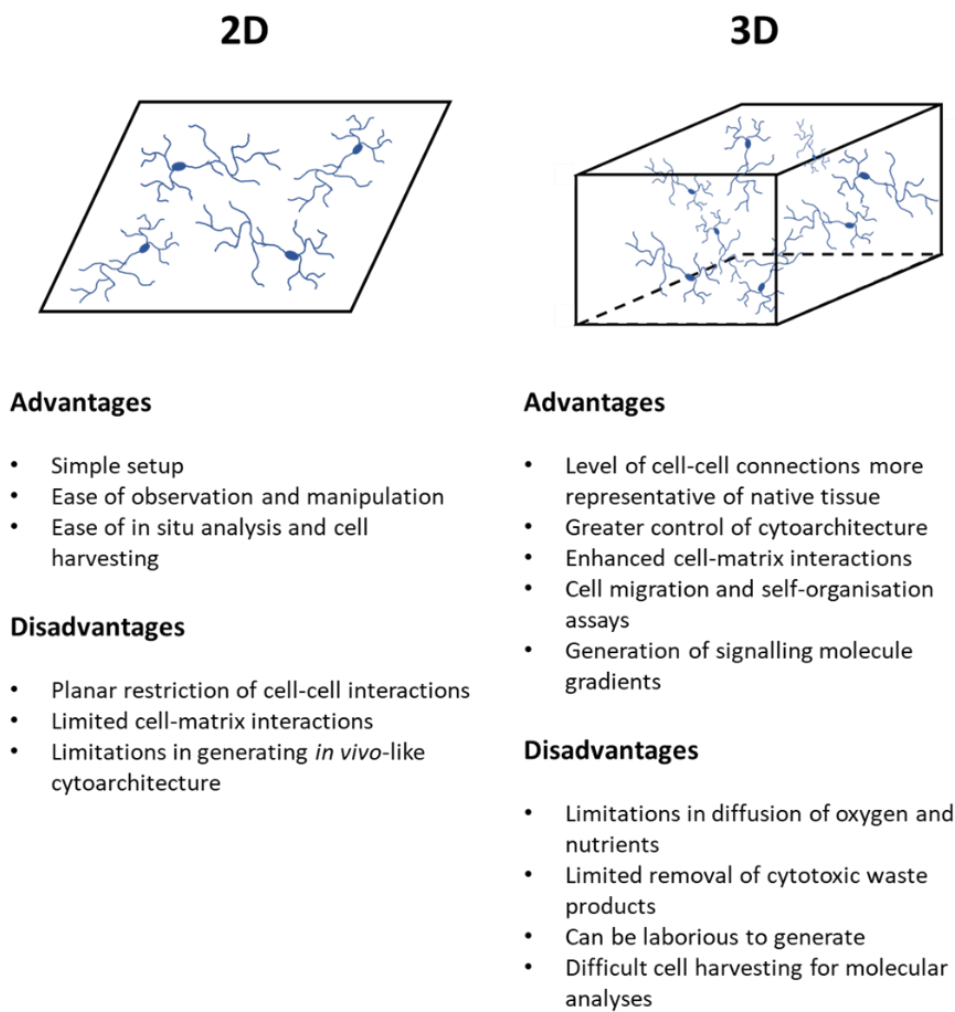 2D
Advantages
• Simple setup
• Ease of observation and manipulation
• Ease of in situ analysis and cell
harvesting
Disadvantages
• Planar restriction of cell-cell interactions
• Limited cell-matrix interactions
• Limitations in generating in vivo-like
cytoarchitecture
3D
Advantages
• Level of cell-cell connections more
representative of native tissue
• Greater control of cytoarchitecture
• Enhanced cell-matrix interactions
• Cell migration and self-organisation
assays
• Generation of signalling molecule
gradients
Disadvantages
• Limitations in diffusion of oxygen and
nutrients
• Limited removal of cytotoxic waste
products
• Can be laborious to generate
• Difficult cell harvesting for molecular
analyses